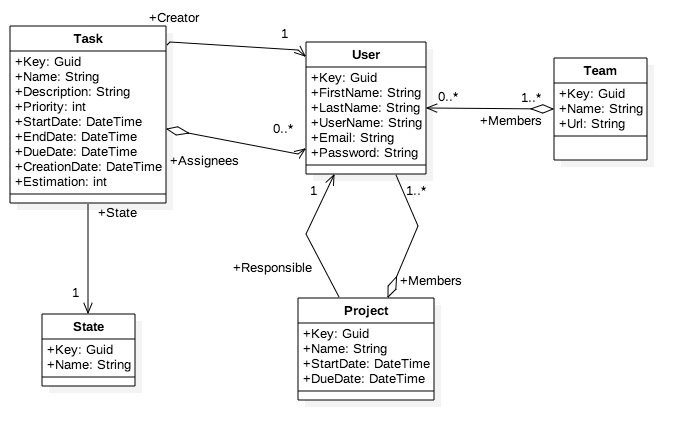 +Creator
1
Task
+Key: Guid
+Name: String
+Description: String
+Priority: int
+StartDate: DateTime
+EndDate: DateTime
+DueDate: DateTime
+CreationDate: DateTime
+Estimation: int
User
+Key: Guid
+FirstName: String
+LastName: String
+UserName: String
+Email: String
+Password: String
Team
+Key: Guid
+Name: String
+Url: String
0..*
1..*
+Members
0..*
+Assignees
+State
1
1
1..*
+Responsible
+Members
State
+Key: Guid
+Name: String
Project
+Key: Guid
+Name: String
+StartDate: DateTime
+DueDate: DateTime